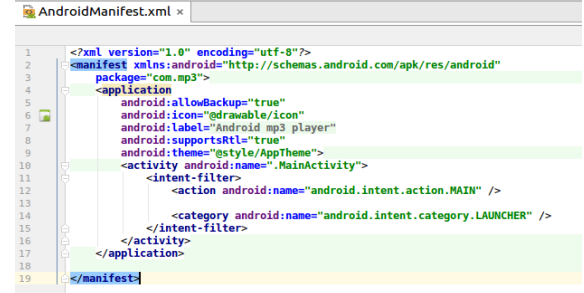 AndroidManifest.xml ×
1 <?xml version="1.0" encoding="utf-8"?>
2 <manifest xmlns:android="http://schemas.android.com/apk/res/android"
3     package="com.mp3">
4     <application
5         android:allowBackup="true"
6         android:icon="@drawable/icon"
7         android:label="Android mp3 player"
8         android:supportsRtl="true"
9         android:theme="@style/AppTheme">
10         <activity android:name=".MainActivity">
11             <intent-filter>
12                 <action android:name="android.intent.action.MAIN" />
13
14                 <category android:name="android.intent.category.LAUNCHER" />
15             </intent-filter>
16         </activity>
17     </application>
18
19 </manifest>